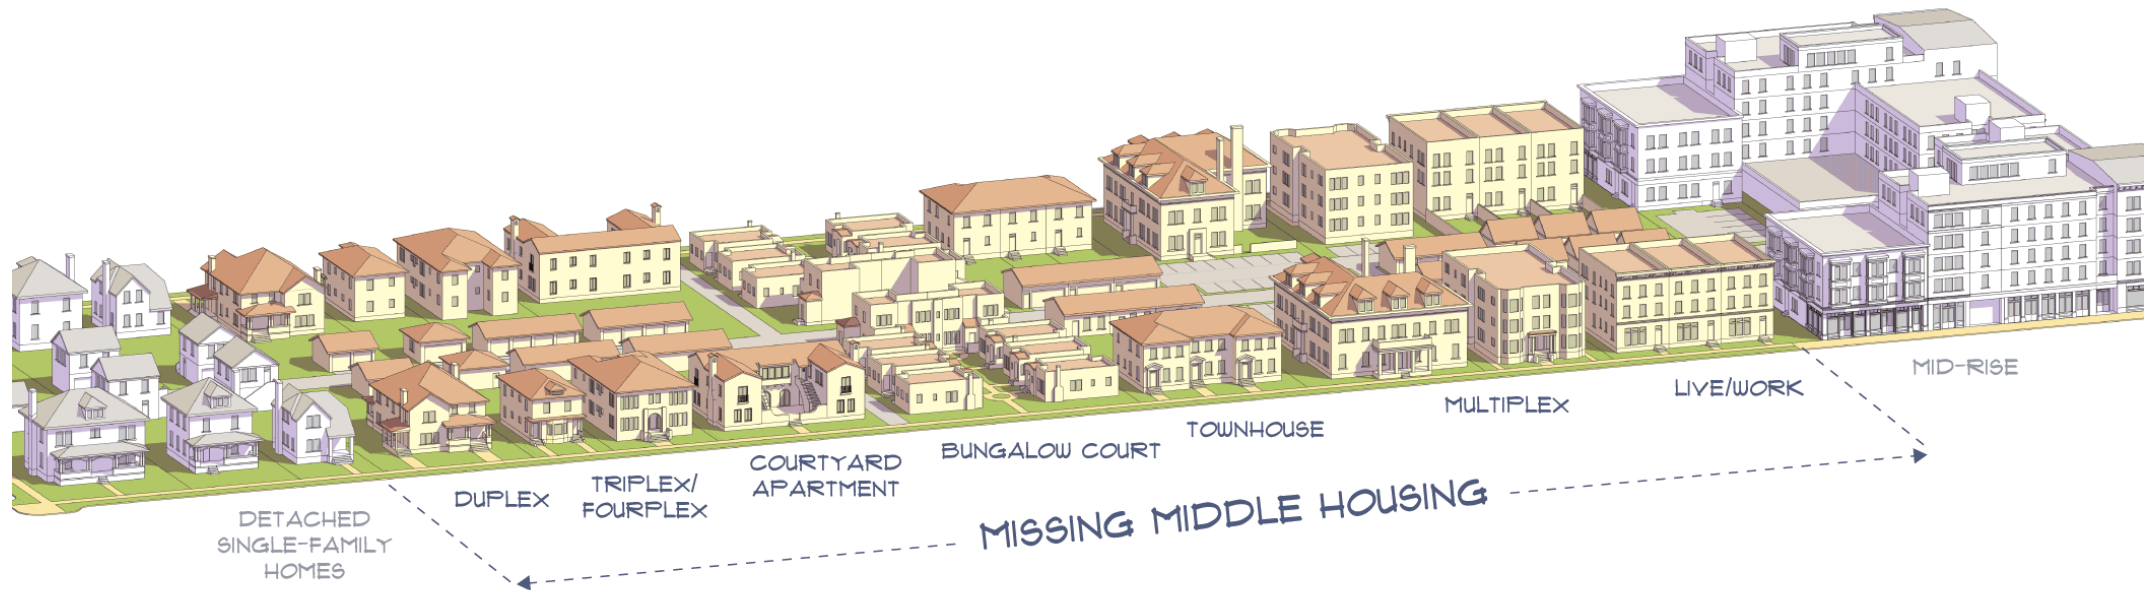 DETACHED
SINGLE-FAMILY
HOMES
DUPLEX
TRIPLEX/
FOURPLEX
COURTYARD
APARTMENT
BUNGALOW COURT
TOWNHOUSE
MULTIPLEX
LIVE/WORK
MID-RISE
MISSING MIDDLE HOUSING